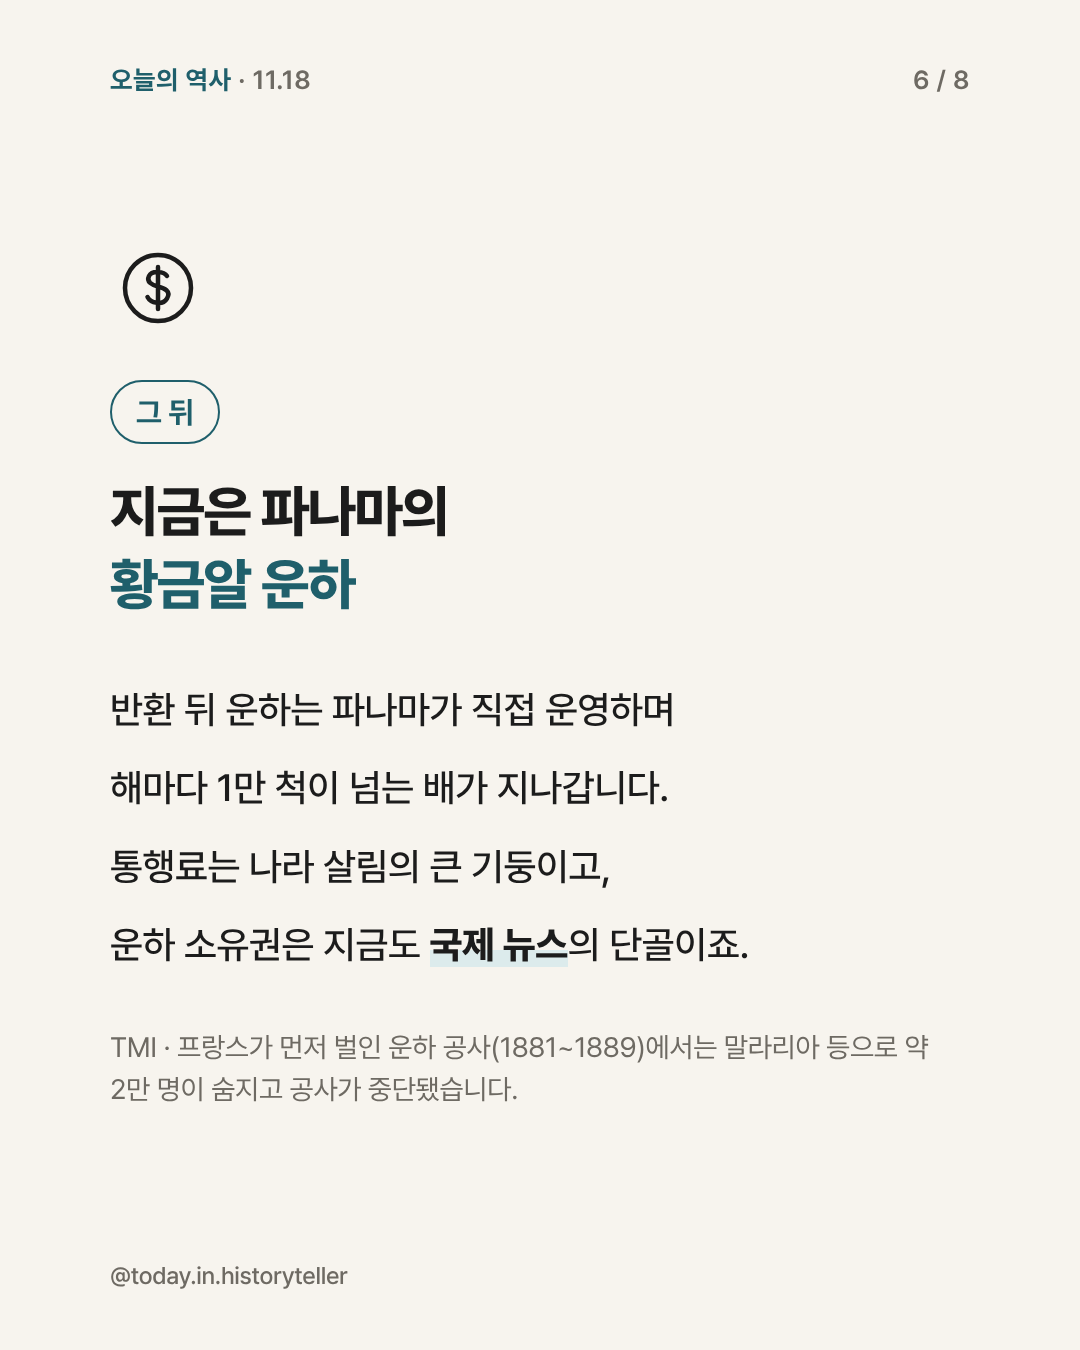 오늘의 역사 · 11.18
6 / 8
그 뒤
지금은 파나마의
황금알 운하
반환 뒤 운하는 파나마가 직접 운영하며
해마다 1만 척이 넘는 배가 지나갑니다.
통행료는 나라 살림의 큰 기둥이고,
운하 소유권은 지금도 국제 뉴스의 단골이죠.
TMI · 프랑스가 먼저 벌인 운하 공사(1881~1889)에서는 말라리아 등으로 약
2만 명이 숨지고 공사가 중단됐습니다.
@today.in.historyteller